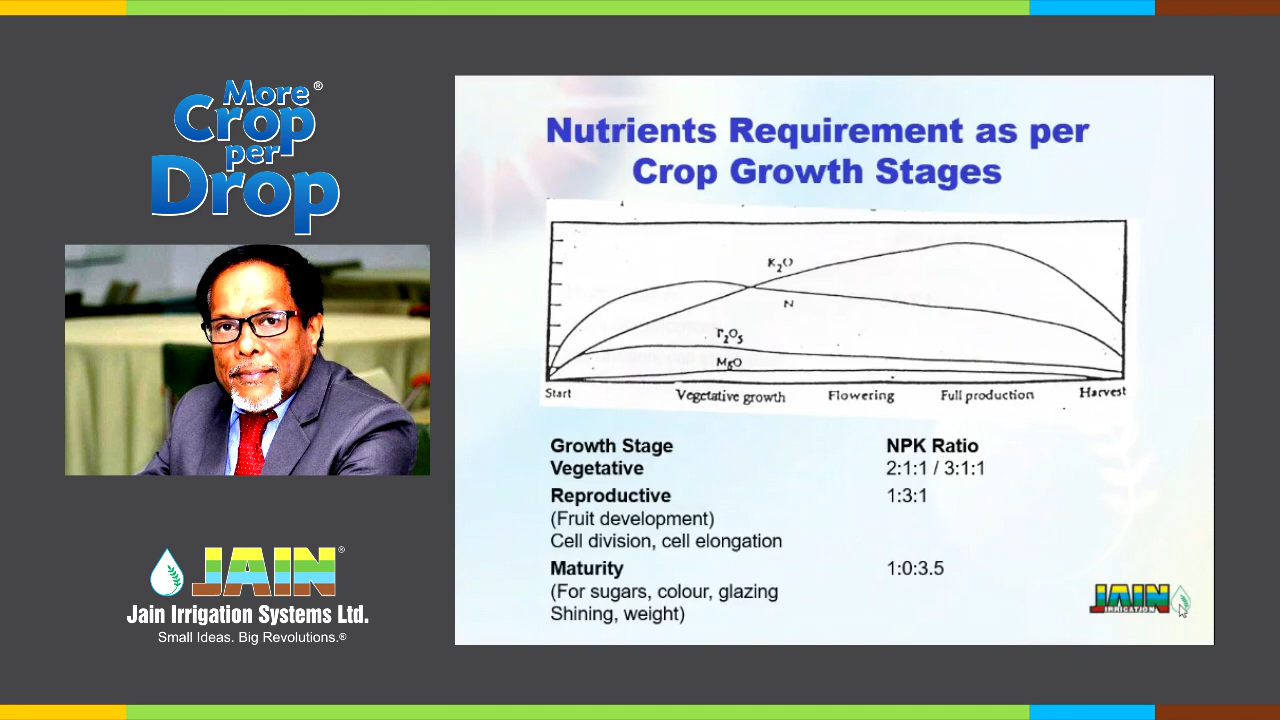 More®
Crop
per
Drop
JAIN®
Jain Irrigation Systems Ltd.
Small Ideas. Big Revolutions.®
Nutrients Requirement as per
Crop Growth Stages
K2O
N
P2O5
MgO
Start Vegetative growth Flowering Full production Harvest
Growth Stage NPK Ratio
Vegetative 2:1:1 / 3:1:1
Reproductive 1:3:1
(Fruit development)
Cell division, cell elongation
Maturity 1:0:3.5
(For sugars, colour, glazing
Shining, weight)
JAIN
IRRIGATION